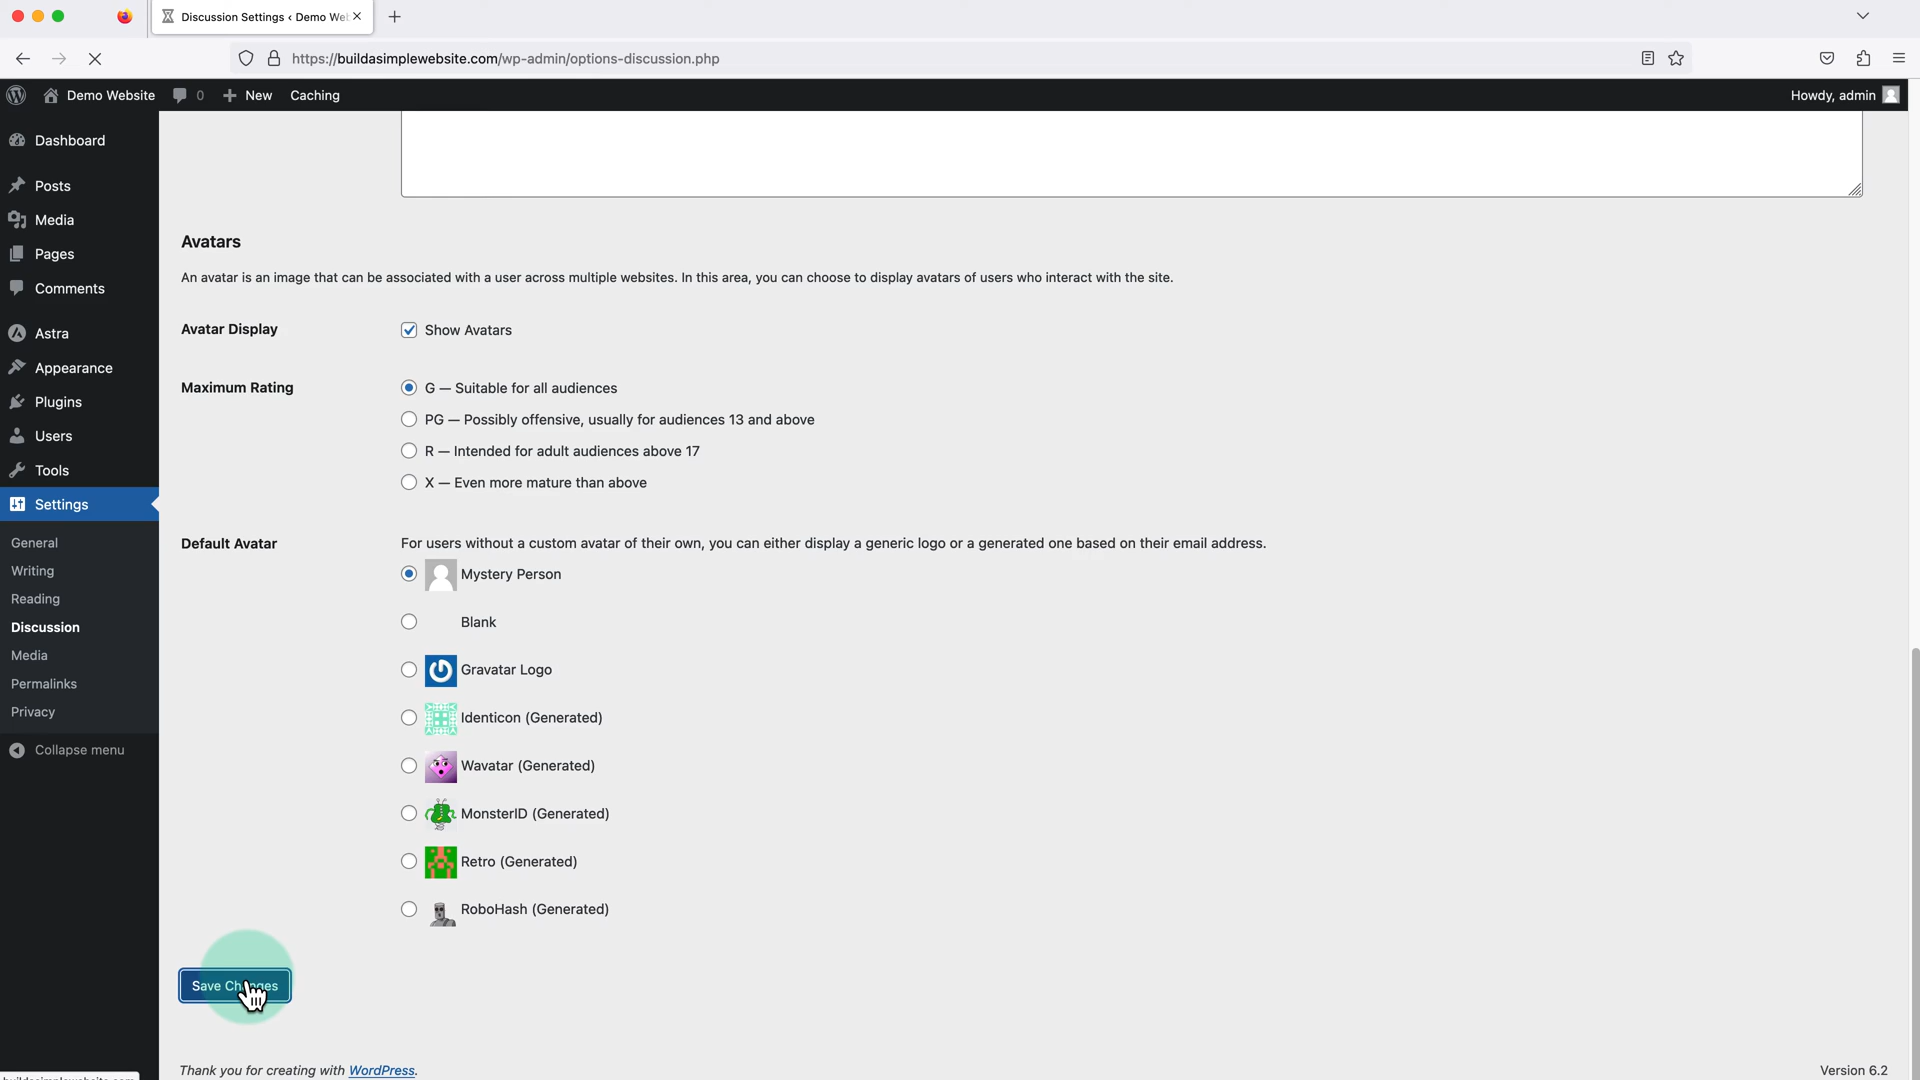 Discussion Settings ‹ Demo We
https://buildasimplewebsite.com/wp-admin/options-discussion.php
Demo Website 0 New Caching
Howdy, admin
Dashboard
Posts
Media
Pages
Comments
Astra
Appearance
Plugins
Users
Tools
Settings
General
Writing
Reading
Discussion
Media
Permalinks
Privacy
Collapse menu
Avatars
An avatar is an image that can be associated with a user across multiple websites. In this area, you can choose to display avatars of users who interact with the site.
Avatar Display
Show Avatars
Maximum Rating
G — Suitable for all audiences
PG — Possibly offensive, usually for audiences 13 and above
R — Intended for adult audiences above 17
X — Even more mature than above
Default Avatar
For users without a custom avatar of their own, you can either display a generic logo or a generated one based on their email address.
Mystery Person
Blank
Gravatar Logo
Identicon (Generated)
Wavatar (Generated)
MonsterID (Generated)
Retro (Generated)
RoboHash (Generated)
Save Changes
Thank you for creating with WordPress.
Version 6.2